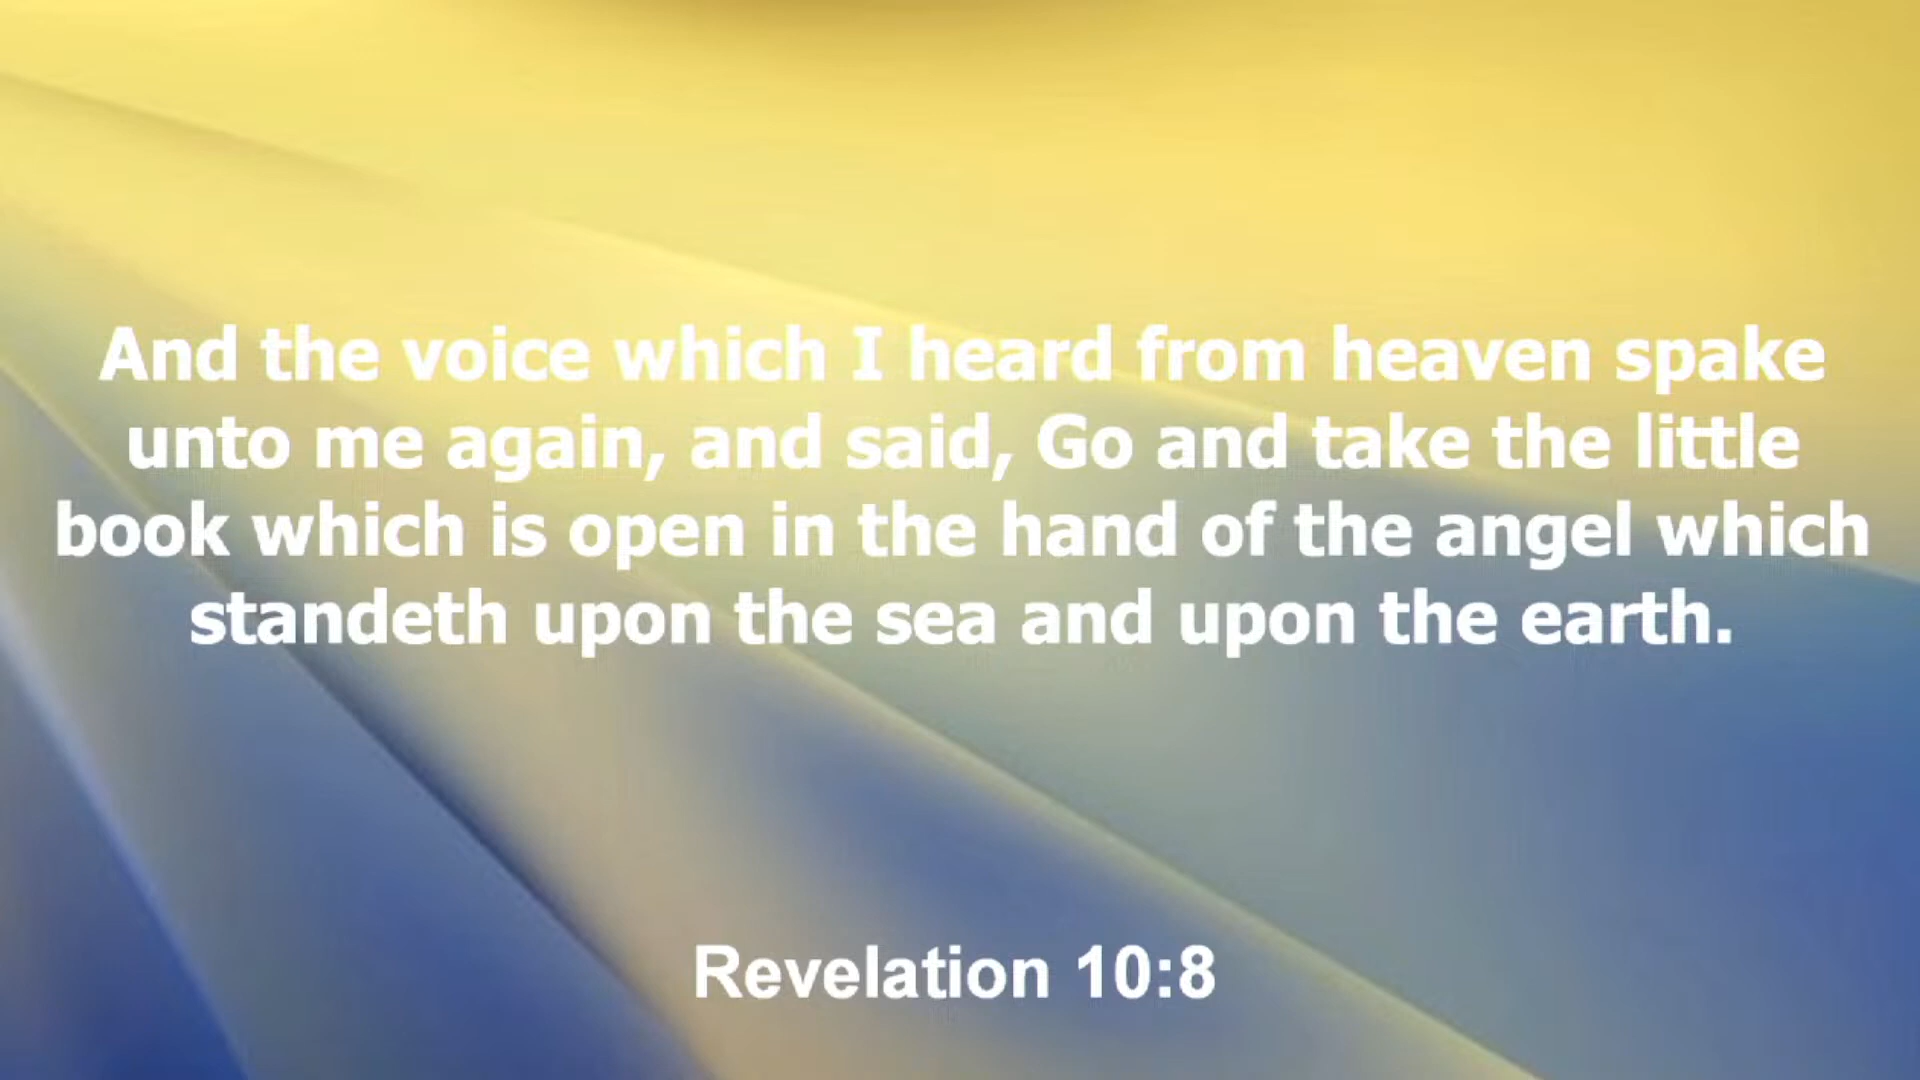 And the voice which I heard from heaven spake
unto me again, and said, Go and take the little
book which is open in the hand of the angel which
standeth upon the sea and upon the earth.
Revelation 10:8